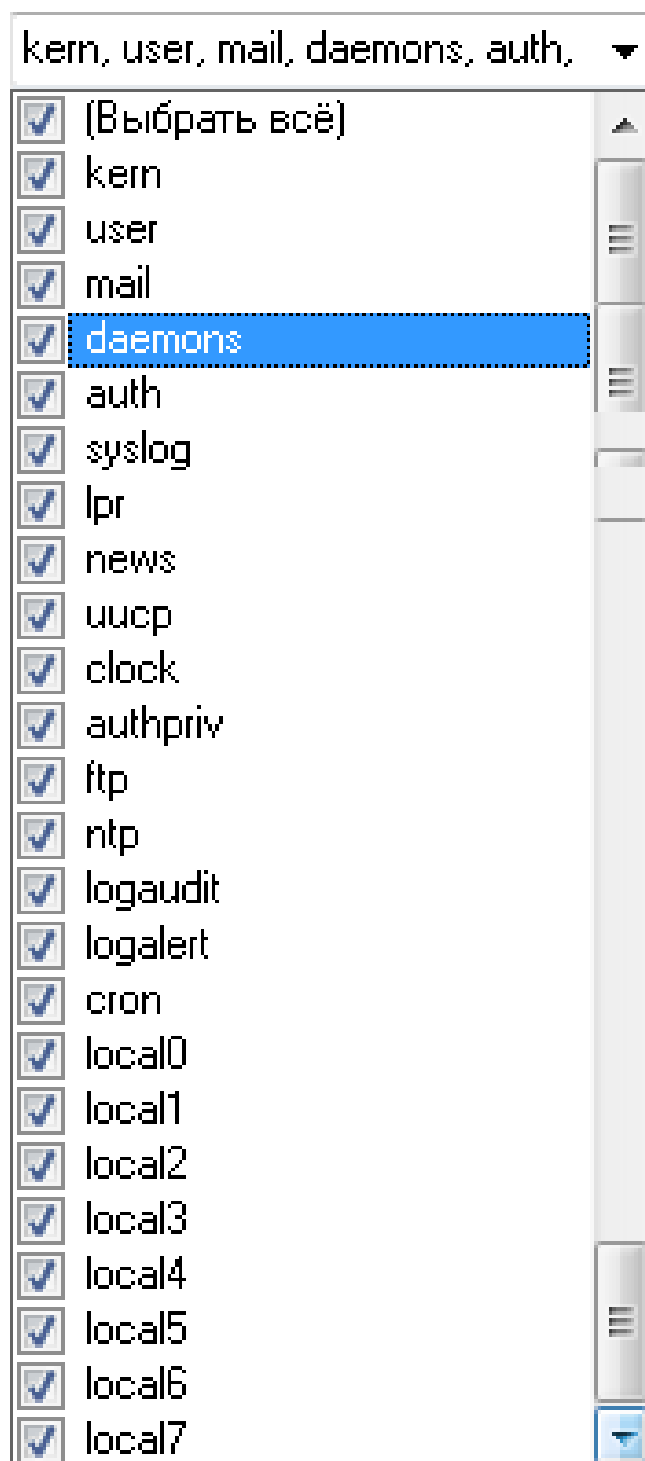 kern, user, mail, daemons, auth,
(Выбрать всё)
kern
user
mail
daemons
auth
syslog
lpr
news
uucp
clock
authpriv
ftp
ntp
logaudit
logalert
cron
local0
local1
local2
local3
local4
local5
local6
local7